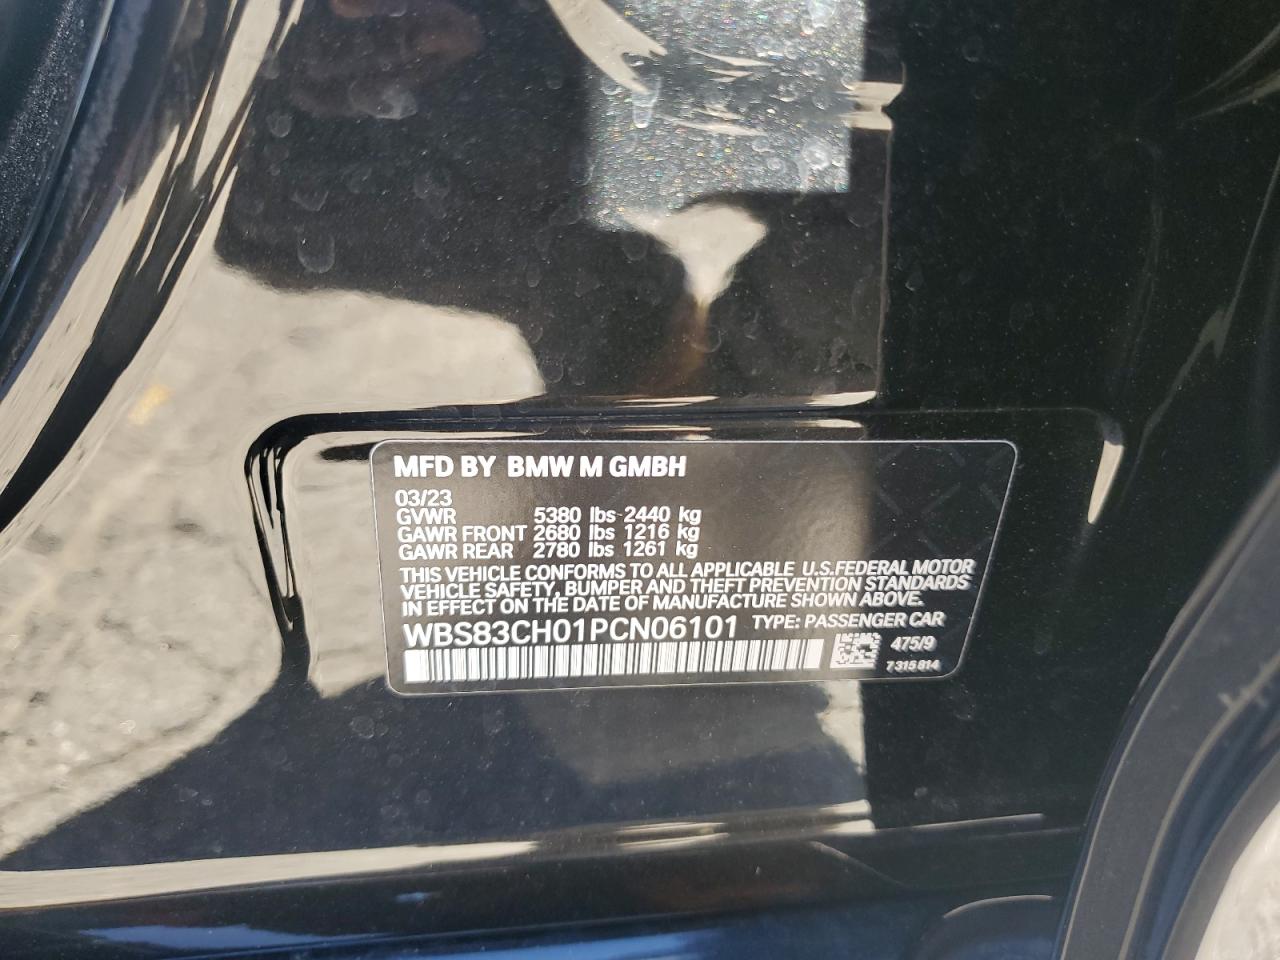 MFD BY BMW M GMBH
03/23
GVWR 5380 lbs 2440 kg
GAWR FRONT 2680 lbs 1216 kg
GAWR REAR 2780 lbs 1261 kg
THIS VEHICLE CONFORMS TO ALL APPLICABLE U.S.FEDERAL MOTOR
VEHICLE SAFETY, BUMPER AND THEFT PREVENTION STANDARDS
IN EFFECT ON THE DATE OF MANUFACTURE SHOWN ABOVE.
WBS83CH01PCN06101 TYPE: PASSENGER CAR
475/9
7 315 814